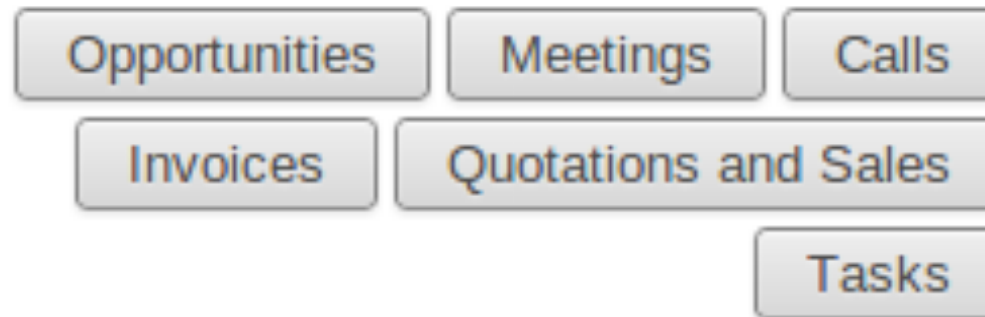 Opportunities Meetings Calls
Invoices Quotations and Sales
Tasks